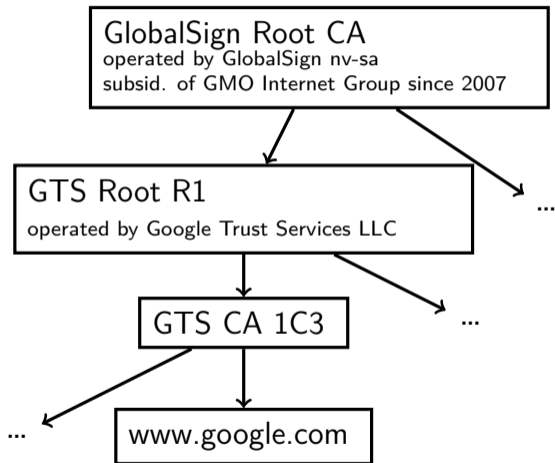 GlobalSign Root CA
operated by GlobalSign nv-sa
subsid. of GMO Internet Group since 2007
GTS Root R1
operated by Google Trust Services LLC
...
GTS CA 1C3
...
...
www.google.com